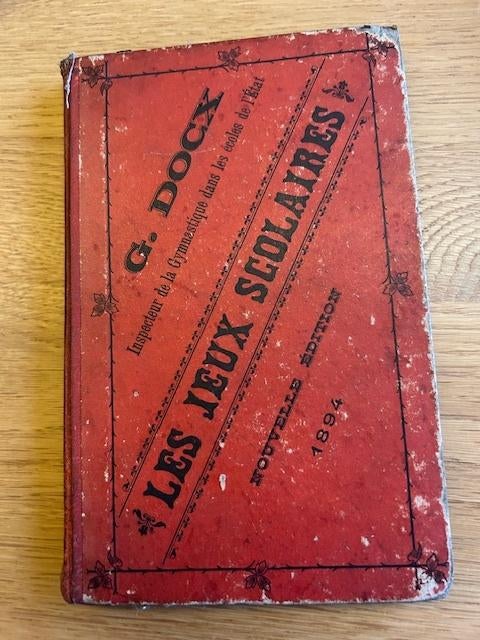 G. DOCX
Inspecteur de la Gymnastique dans les écoles de l'État
LES JEUX SCOLAIRES
NOUVELLE ÉDITION
1894